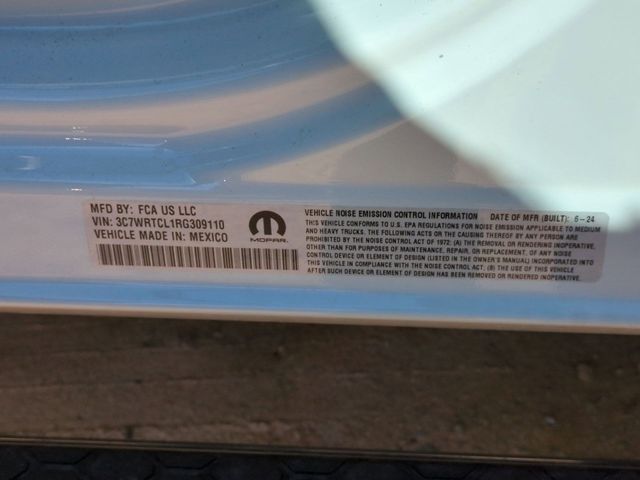 MFD BY: FCA US LLC
VIN: 3C7WRTCL1RG309110
VEHICLE MADE IN: MEXICO
MOPAR.
VEHICLE NOISE EMISSION CONTROL INFORMATION DATE OF MFR (BUILT): 6-24
THIS VEHICLE CONFORMS TO U.S. EPA REGULATIONS FOR NOISE EMISSION APPLICABLE TO MEDIUM
AND HEAVY TRUCKS. THE FOLLOWING ACTS OR THE CAUSING THEREOF BY ANY PERSON ARE
PROHIBITED BY THE NOISE CONTROL ACT OF 1972: (A) THE REMOVAL OR RENDERING INOPERATIVE,
OTHER THAN FOR PURPOSES OF MAINTENANCE, REPAIR, OR REPLACEMENT, OF ANY NOISE
CONTROL DEVICE OR ELEMENT OF DESIGN (LISTED IN THE OWNER'S MANUAL) INCORPORATED INTO
THIS VEHICLE IN COMPLIANCE WITH THE NOISE CONTROL ACT; (B) THE USE OF THIS VEHICLE
AFTER SUCH DEVICE OR ELEMENT OF DESIGN HAS BEEN REMOVED OR RENDERED INOPERATIVE.